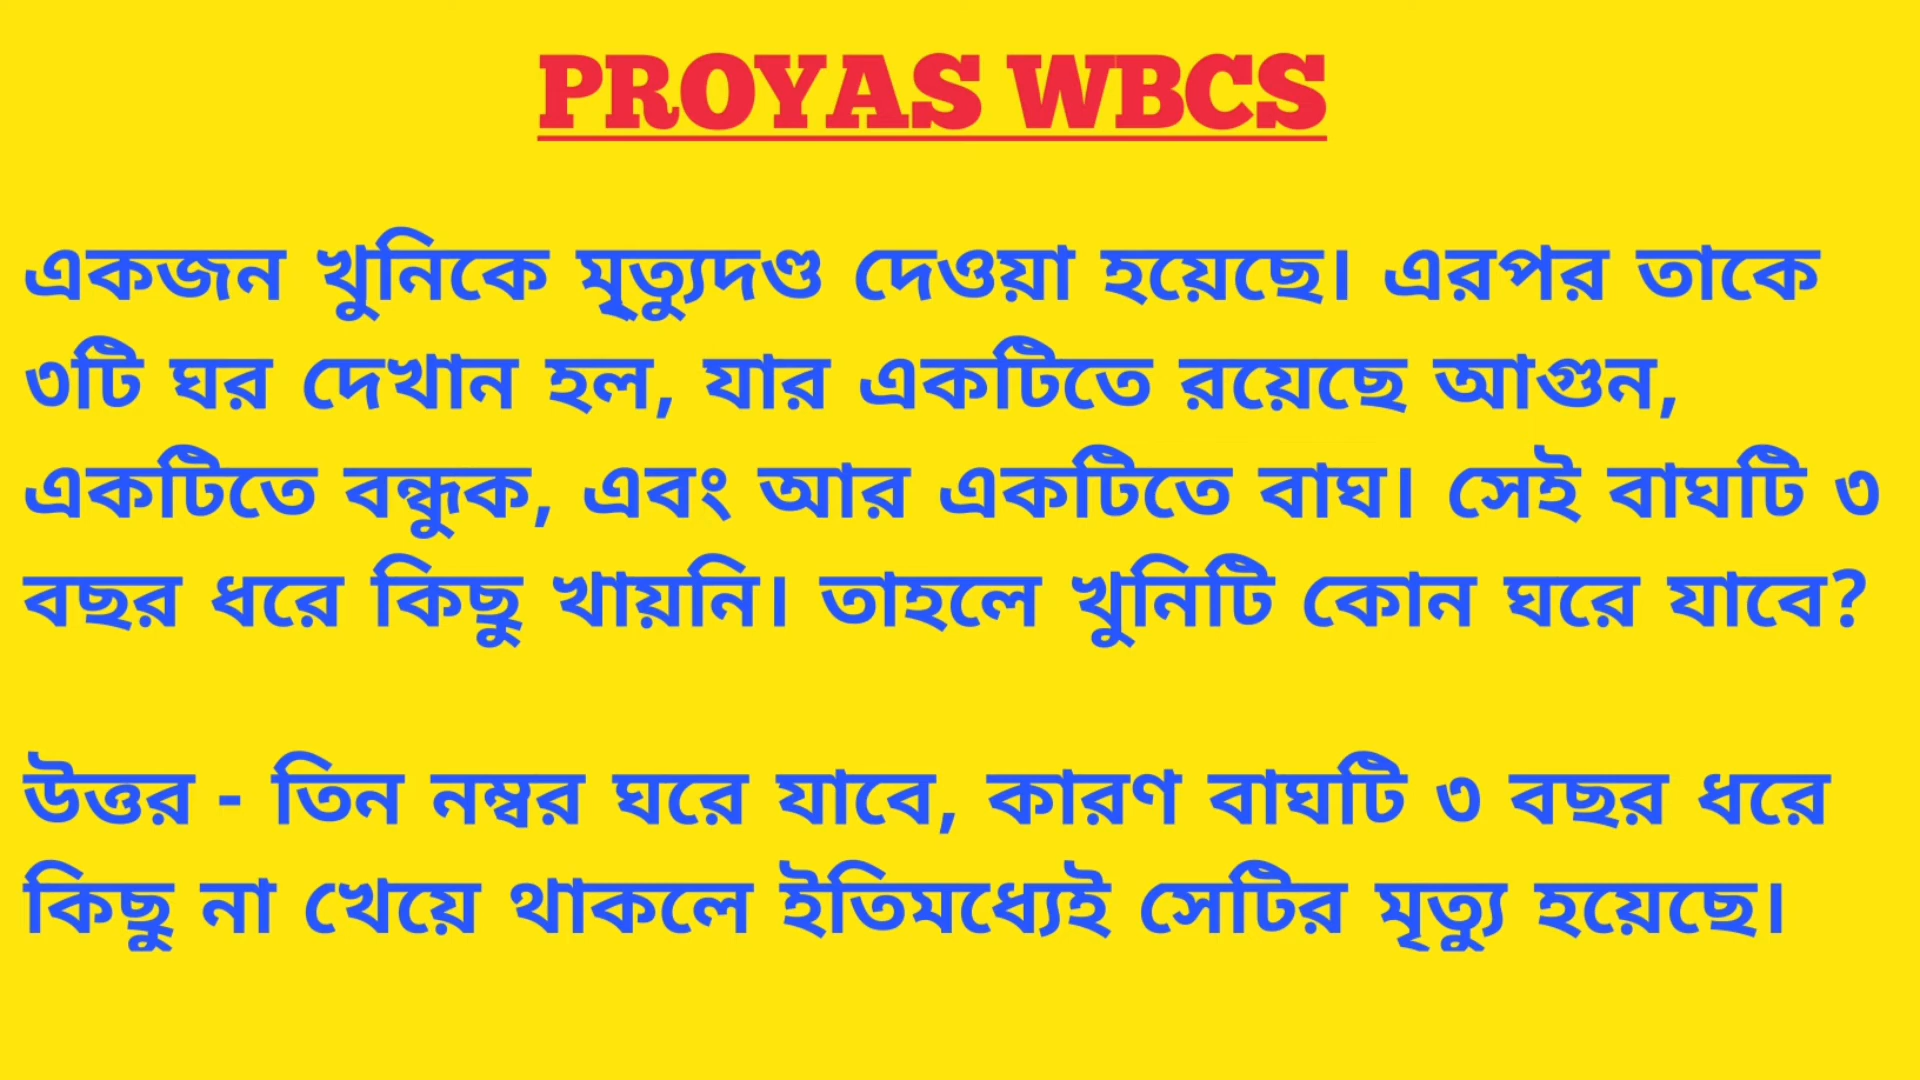 PROYAS WBCS
একজন খুনিকে মৃত্যুদণ্ড দেওয়া হয়েছে। এরপর তাকে
৩টি ঘর দেখান হল, যার একটিতে রয়েছে আগুন,
একটিতে বন্ধুক, এবং আর একটিতে বাঘ। সেই বাঘটি ৩
বছর ধরে কিছু খায়নি। তাহলে খুনিটি কোন ঘরে যাবে?
উত্তর - তিন নম্বর ঘরে যাবে, কারণ বাঘটি ৩ বছর ধরে
কিছু না খেয়ে থাকলে ইতিমধ্যেই সেটির মৃত্যু হয়েছে।